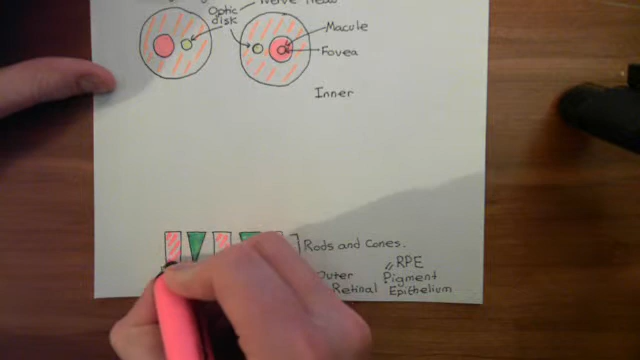 Nerve Head
Optic
disk
Macule
Fovea
Inner
Rods and Cones.
RPE
Outer Pigment
Retinal Epithelium